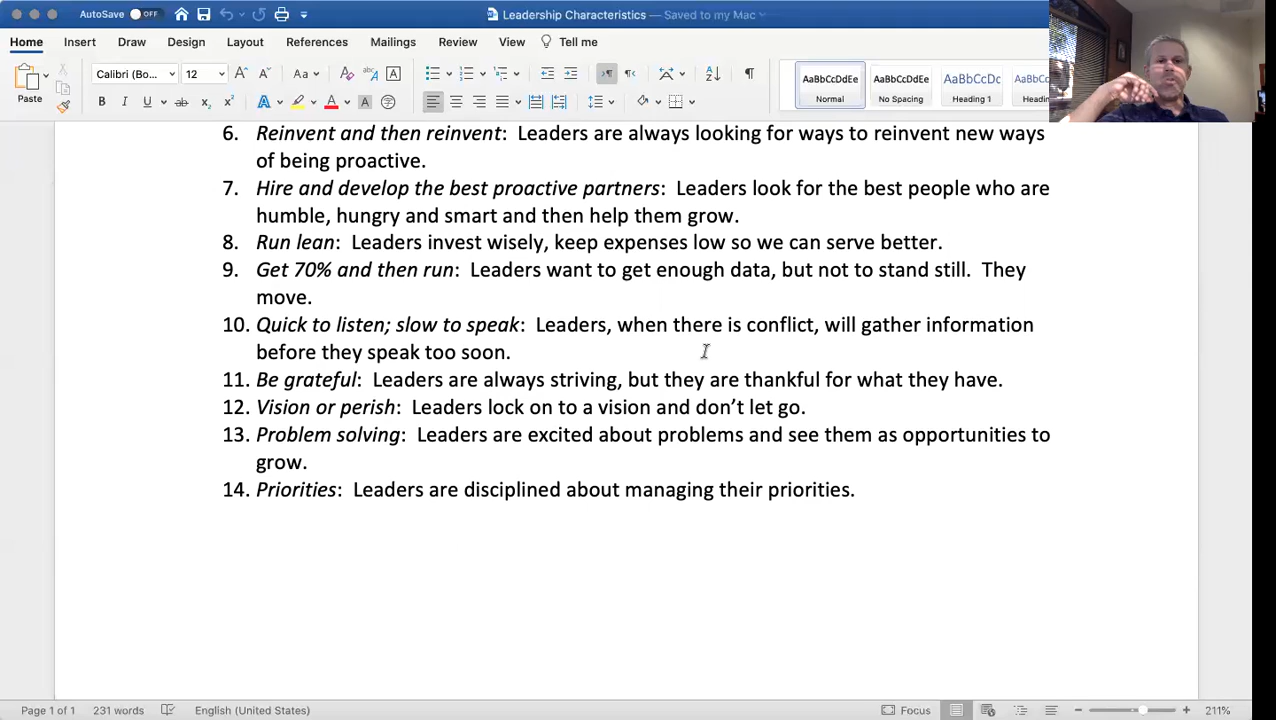 AutoSave OFF
Leadership Characteristics — Saved to my Mac
Home Insert Draw Design Layout References Mailings Review View Tell me
Paste
Calibri (Bo... 12
AaBbCcDdEe AaBbCcDdEe AaBbCcDc AaBbC
Normal No Spacing Heading 1 Headin
6. Reinvent and then reinvent: Leaders are always looking for ways to reinvent new ways
of being proactive.
7. Hire and develop the best proactive partners: Leaders look for the best people who are
humble, hungry and smart and then help them grow.
8. Run lean: Leaders invest wisely, keep expenses low so we can serve better.
9. Get 70% and then run: Leaders want to get enough data, but not to stand still. They
move.
10. Quick to listen; slow to speak: Leaders, when there is conflict, will gather information
before they speak too soon.
11. Be grateful: Leaders are always striving, but they are thankful for what they have.
12. Vision or perish: Leaders lock on to a vision and don’t let go.
13. Problem solving: Leaders are excited about problems and see them as opportunities to
grow.
14. Priorities: Leaders are disciplined about managing their priorities.
Page 1 of 1 231 words English (United States) Focus 211%